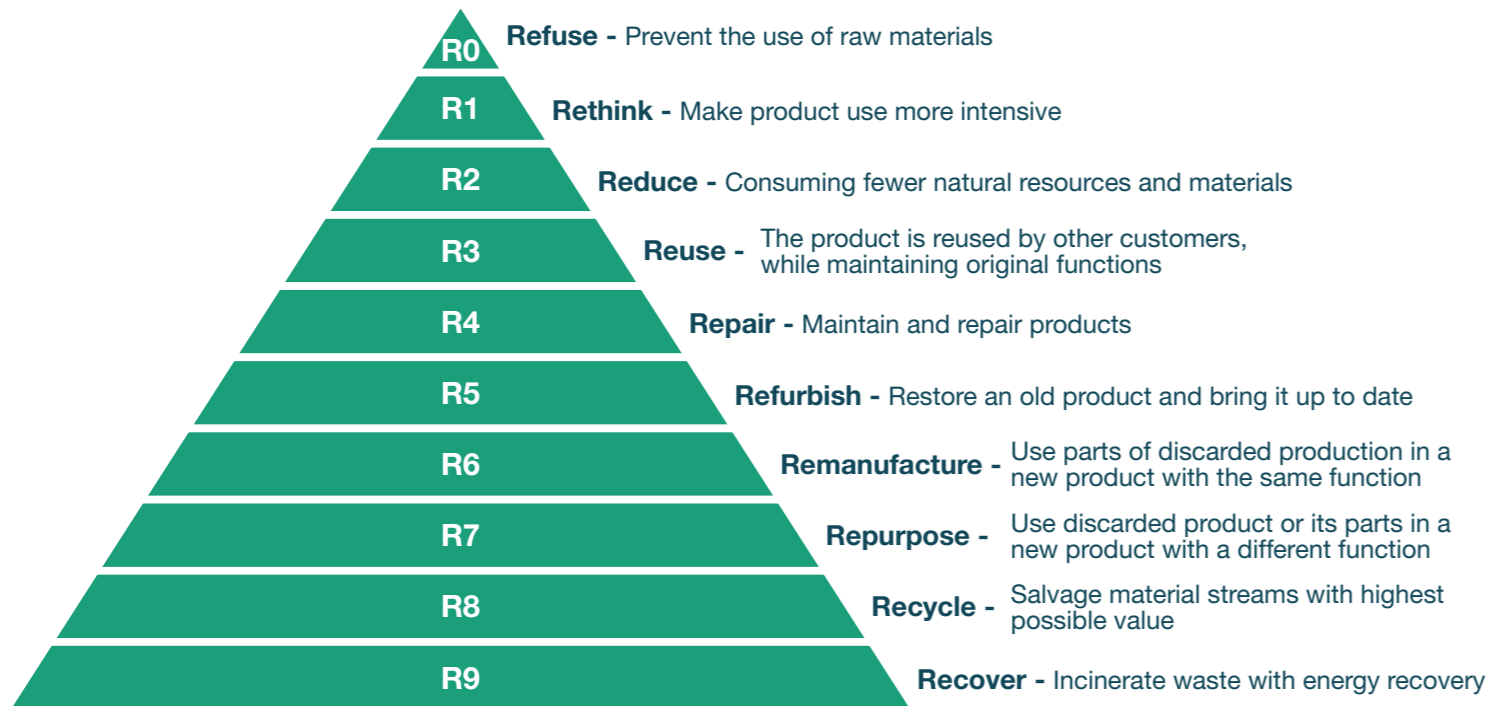 R0
Refuse - Prevent the use of raw materials
R1
Rethink - Make product use more intensive
R2
Reduce - Consuming fewer natural resources and materials
R3
Reuse - The product is reused by other customers,
while maintaining original functions
R4
Repair - Maintain and repair products
R5
Refurbish - Restore an old product and bring it up to date
R6
Remanufacture - Use parts of discarded production in a
new product with the same function
R7
Repurpose - Use discarded product or its parts in a
new product with a different function
R8
Recycle - Salvage material streams with highest
possible value
R9
Recover - Incinerate waste with energy recovery